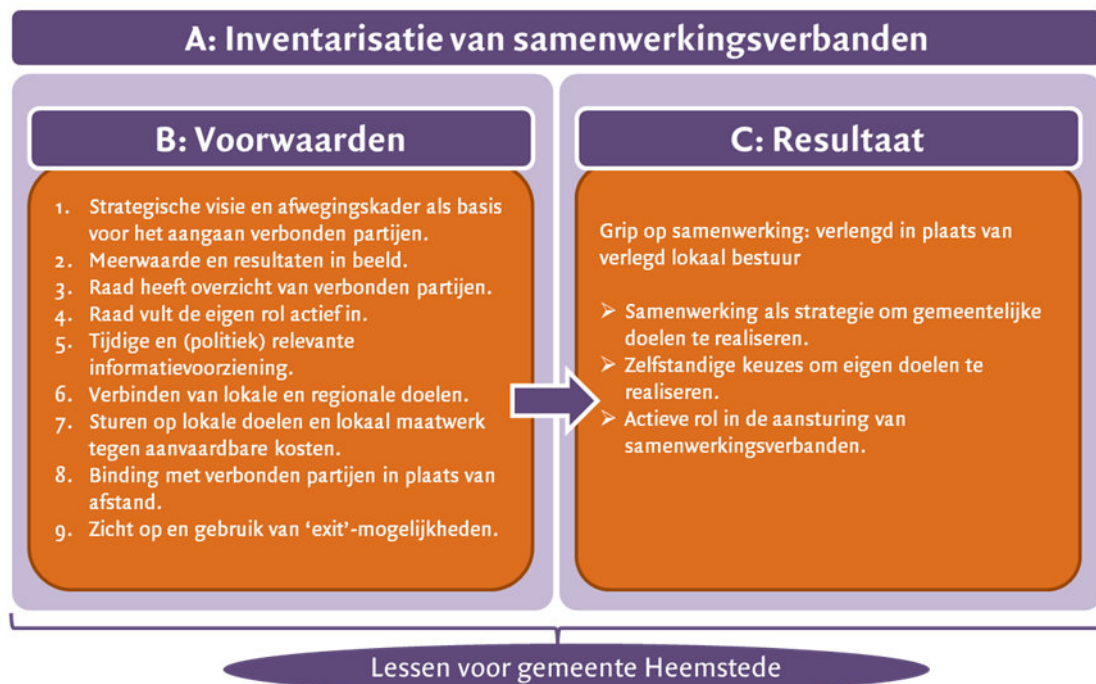 A: Inventarisatie van samenwerkingsverbanden
B: Voorwaarden
1. Strategische visie en afwegingskader als basis
voor het aangaan verbonden partijen.
2. Meerwaarde en resultaten in beeld.
3. Raad heeft overzicht van verbonden partijen.
4. Raad vult de eigen rol actief in.
5. Tijdige en (politiek) relevante
informatievoorziening.
6. Verbinden van lokale en regionale doelen.
7. Sturen op lokale doelen en lokaal maatwerk
tegen aanvaardbare kosten.
8. Binding met verbonden partijen in plaats van
afstand.
9. Zicht op en gebruik van ‘exit’-mogelijkheden.
C: Resultaat
Grip op samenwerking: verlengd in plaats van
verlegd lokaal bestuur
➢ Samenwerking als strategie om gemeentelijke
doelen te realiseren.
➢ Zelfstandige keuzes om eigen doelen te
realiseren.
➢ Actieve rol in de aansturing van
samenwerkingsverbanden.
Lessen voor gemeente Heemstede